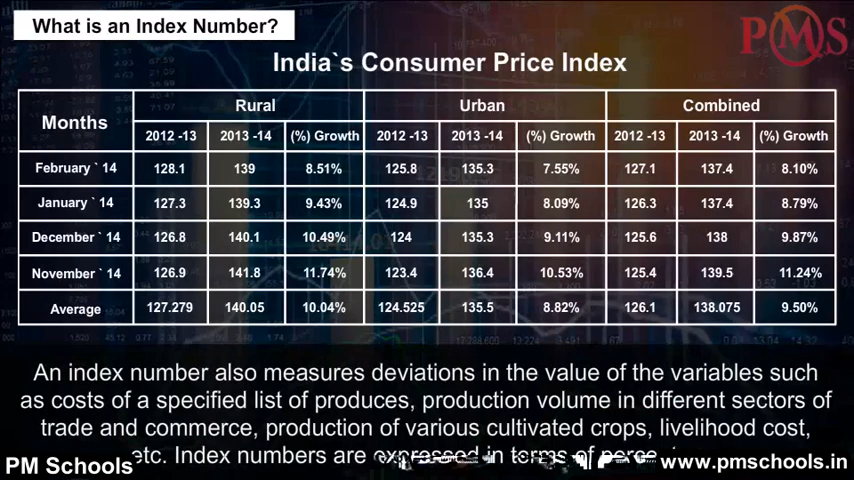 What is an Index Number?
PMS
India`s Consumer Price Index
Months Rural Urban Combined
2012 -13 2013 -14 (%) Growth 2012 -13 2013 -14 (%) Growth 2012 -13 2013 -14 (%) Growth
February ` 14 128.1 139 8.51% 125.8 135.3 7.55% 127.1 137.4 8.10%
January ` 14 127.3 139.3 9.43% 124.9 135 8.09% 126.3 137.4 8.79%
December ` 14 126.8 140.1 10.49% 124 135.3 9.11% 125.6 138 9.87%
November ` 14 126.9 141.8 11.74% 123.4 136.4 10.53% 125.4 139.5 11.24%
Average 127.279 140.05 10.04% 124.525 135.5 8.82% 126.1 138.075 9.50%
An index number also measures deviations in the value of the variables such
as costs of a specified list of produces, production volume in different sectors of
trade and commerce, production of various cultivated crops, livelihood cost,
etc. Index numbers are expressed in terms of
PM Schools www.pmschools.in